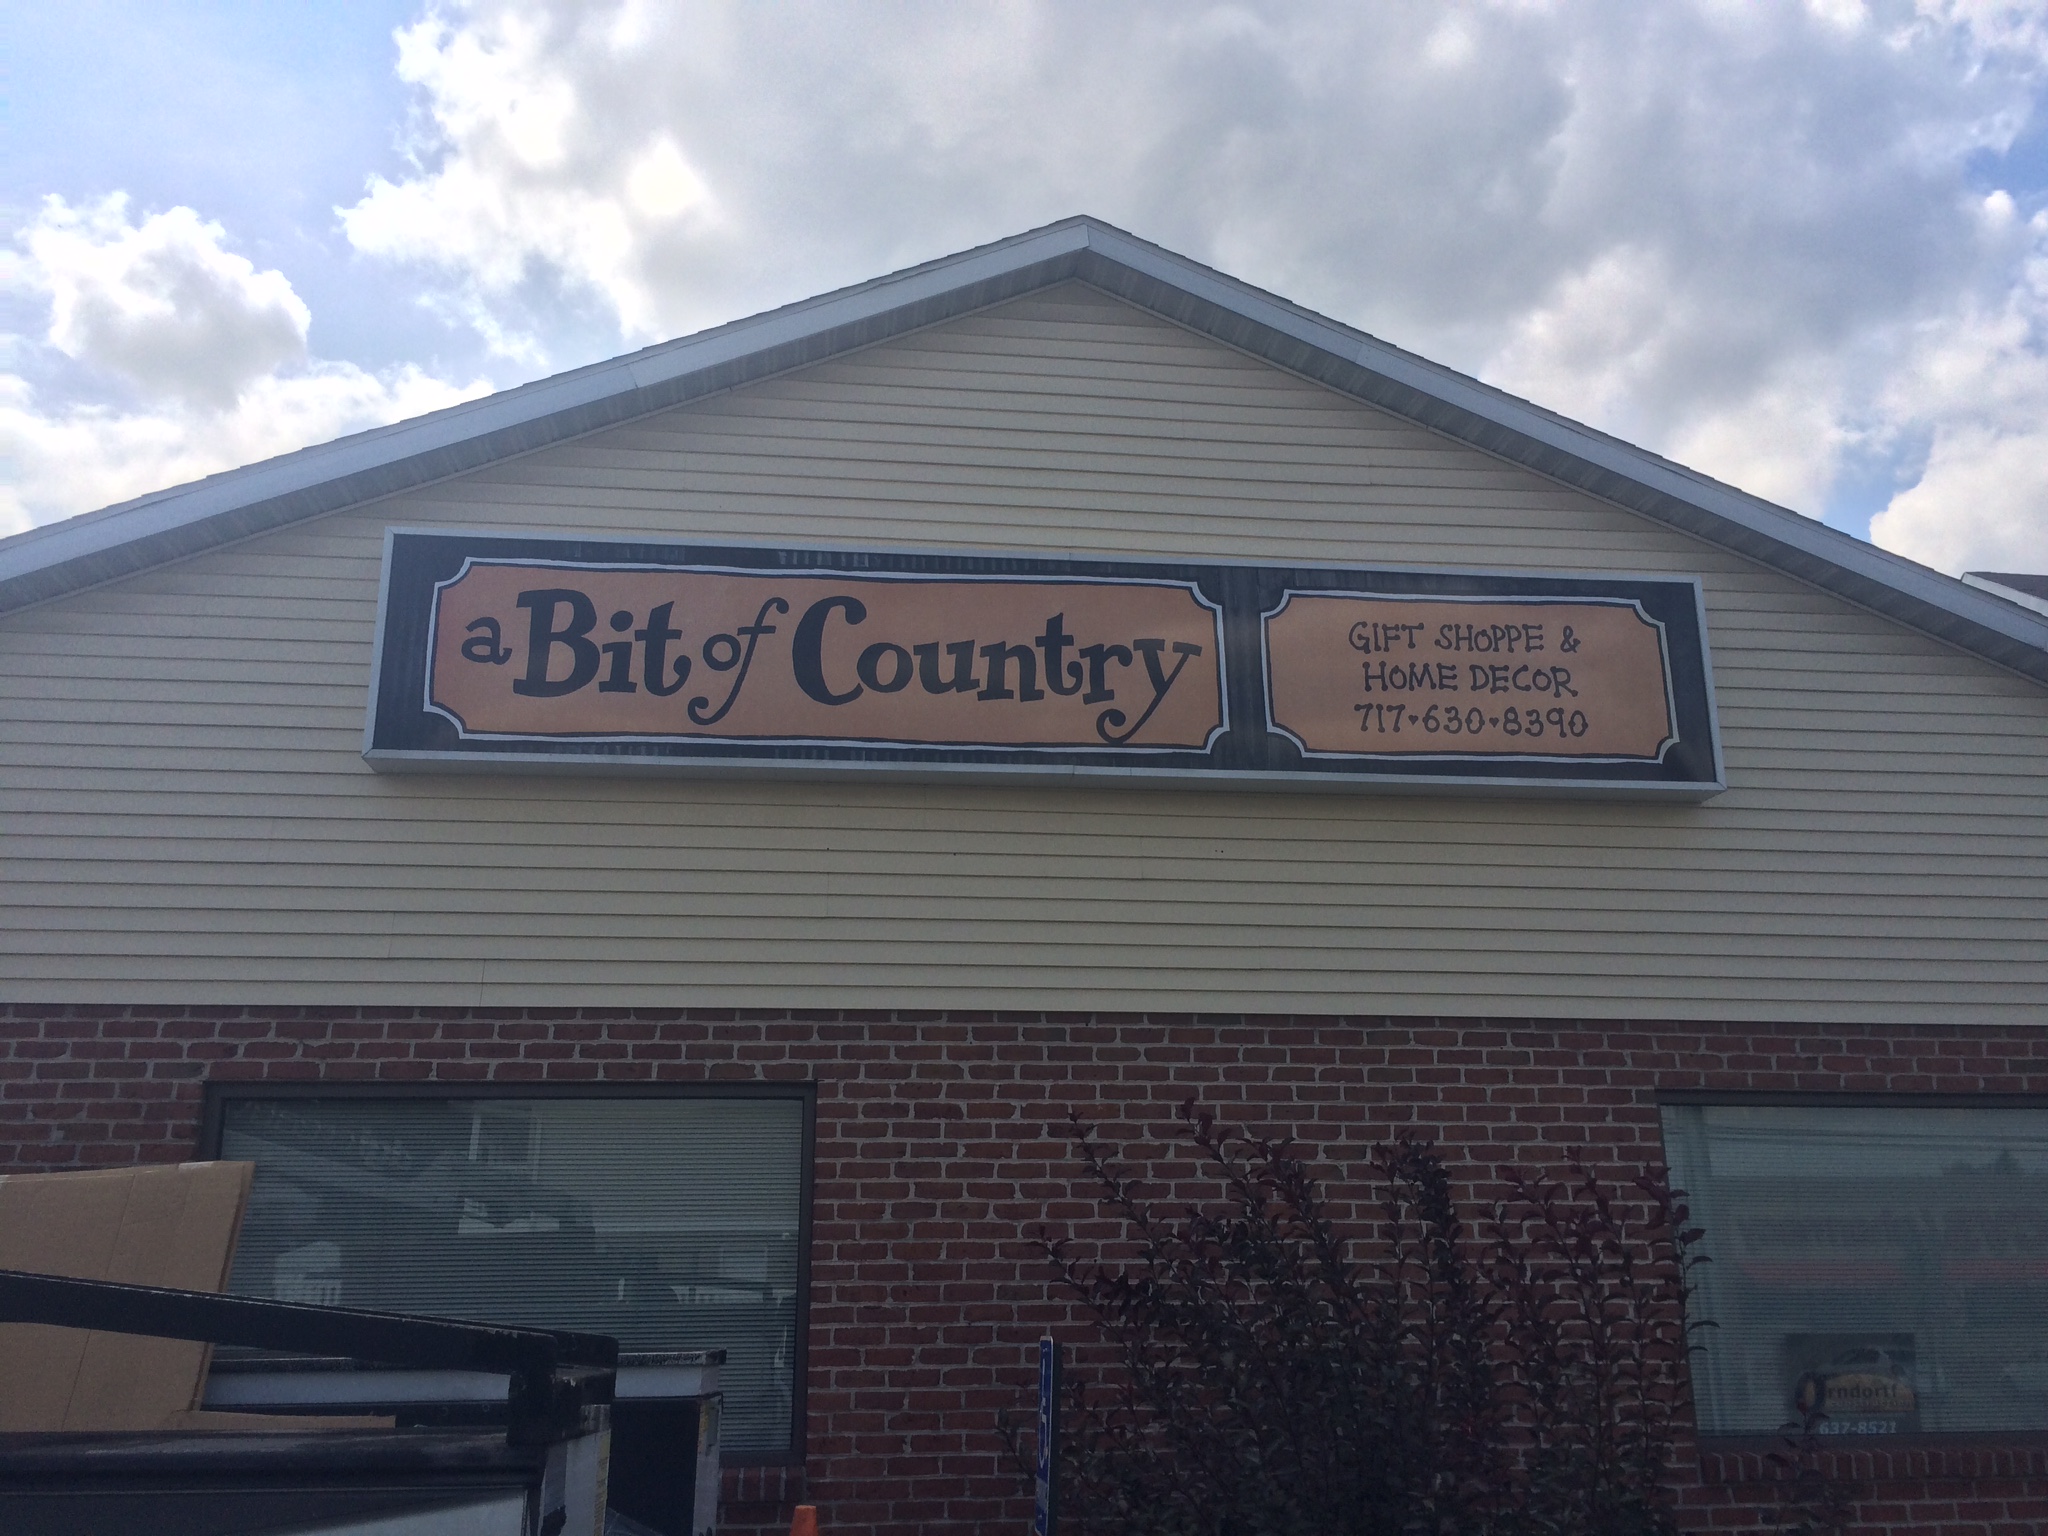 a Bit of Country
GIFT SHOPPE &
HOME DECOR
717•630•8390
637-8521